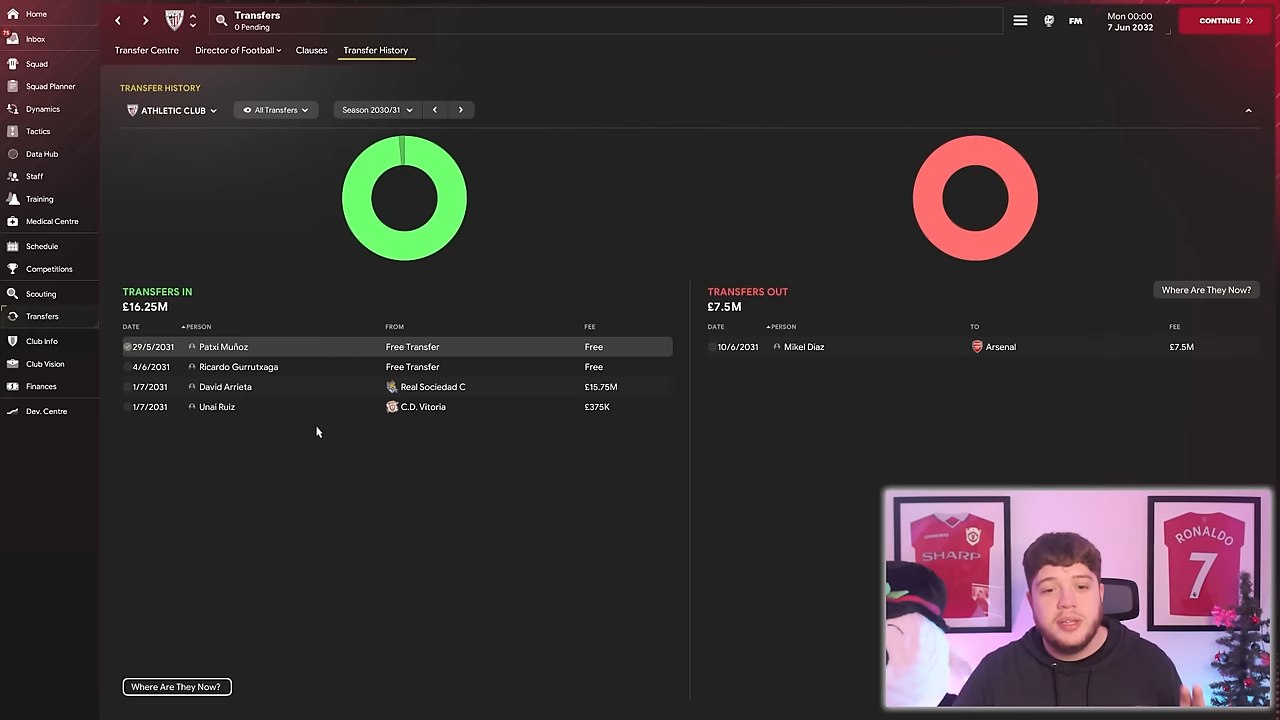 Home
Transfers
0 Pending
FM
Mon 00:00
7 Jun 2032
CONTINUE
75
Inbox
Transfer Centre
Director of Football
Clauses
Transfer History
Squad
Squad Planner
TRANSFER HISTORY
Dynamics
ATHLETIC CLUB
All Transfers
Season 2030/31
Tactics
Data Hub
Staff
Training
Medical Centre
Schedule
Competitions
Scouting
Transfers
Club Info
Club Vision
Finances
Dev. Centre
TRANSFERS IN
£16.25M
DATE
PERSON
FROM
FEE
29/5/2031
Patxi Muñoz
Free Transfer
Free
4/6/2031
Ricardo Gurrutxaga
Free Transfer
Free
1/7/2031
David Arrieta
Real Sociedad C
£15.75M
1/7/2031
Unai Ruiz
C.D. Vitoria
£375K
Where Are They Now?
TRANSFERS OUT
£7.5M
Where Are They Now?
DATE
PERSON
TO
FEE
10/6/2031
Mikel Diaz
Arsenal
£7.5M
SHARP
RONALDO
7